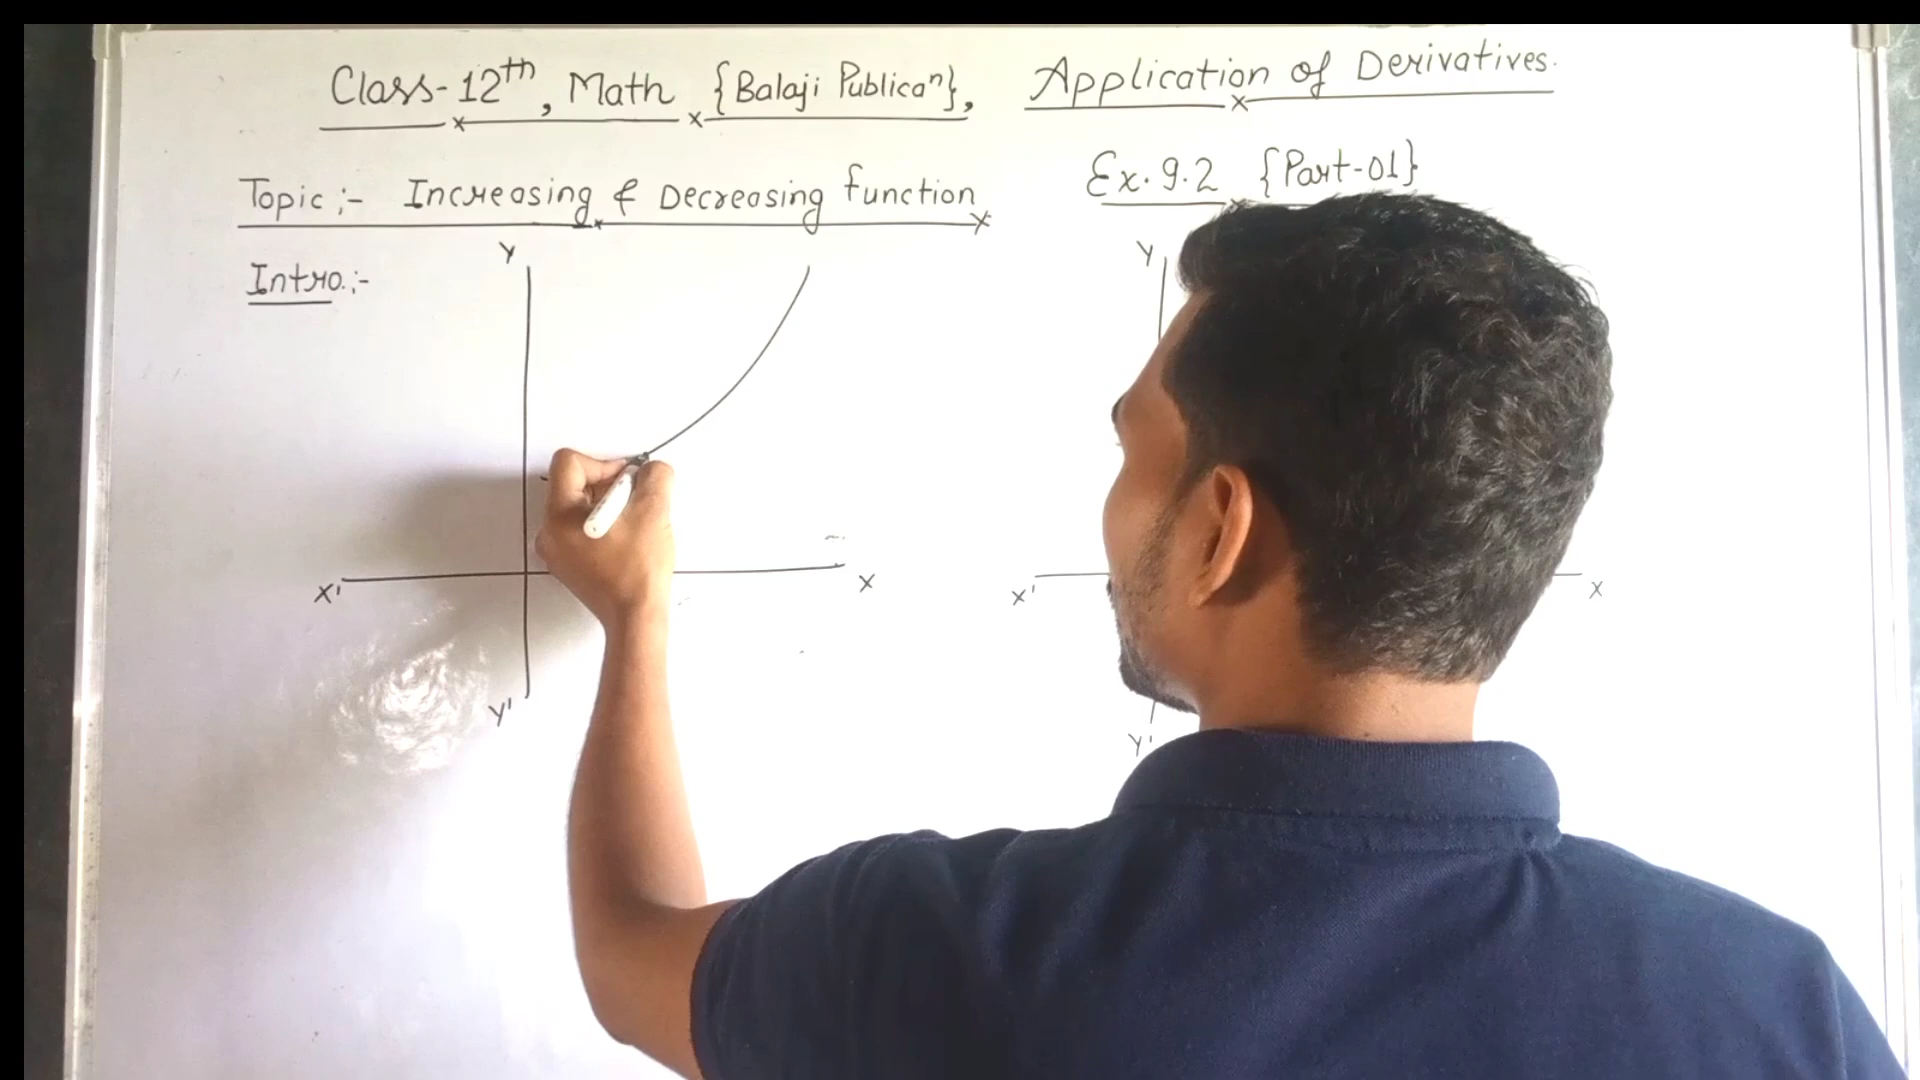 Class-12th, Math {Balaji Publicaⁿ}, Application of Derivatives.
Ex. 9.2 {Part-01}
Topic :- Increasing & Decreasing function
Intro. :-
Y
Y
X'
X
X'
X
Y'
Y'